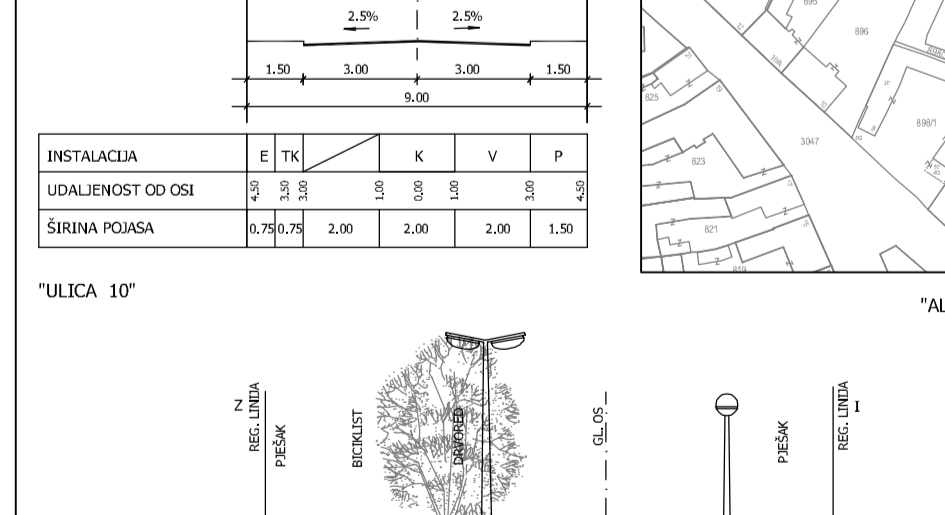 2.5% 2.5%
1.50 3.00 3.00 1.50
9.00
INSTALACIJA E TK K V P
UDALJENOST OD OSI 4.50 3.50 3.00 1.00 0.00 1.00 3.00 4.50
ŠIRINA POJASA 0.75 0.75 2.00 2.00 2.00 1.50
"ULICA 10"
896
825
898/1
823
3047
821
"AL
Z REG. LINIJA PJEŠAK BICIKLIST DRVORED GL. OS PJEŠAK REG. LINIJA I